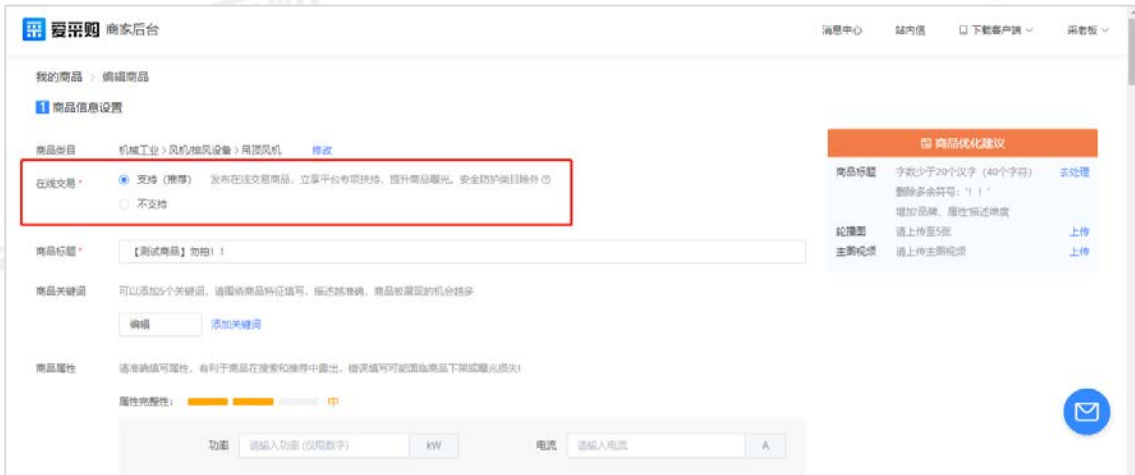 爱采购 商家后台
消息中心 站内信 下载客户端 采老板
我的商品 > 编辑商品
1 商品信息设置
商品类目 机械工业 > 风机/排风设备 > 吊顶风机 修改
在线交易 * 支持（推荐） 发布在线交易商品，立享平台专项扶持，提升商品曝光。安全防护类目除外
不支持
商品标题 * 【测试商品】勿拍！！
商品关键词 可以添加5个关键词，请围绕商品特征填写，描述越准确，商品被展现的机会越多
编辑 添加关键词
商品属性 请准确填写属性，有利于商品在搜索和推荐中露出，错误填写可能面临商品下架或曝光损失!
属性完整性： 中
功率 请输入功率 (仅限数字) kW 电流 请输入电流 A
商品优化建议
商品标题 字数少于20个汉字（40个字符） 去处理
删除多余符号：'！！'
增加'品牌、属性'描述维度
轮播图 请上传至5张 上传
主图视频 请上传主图视频 上传